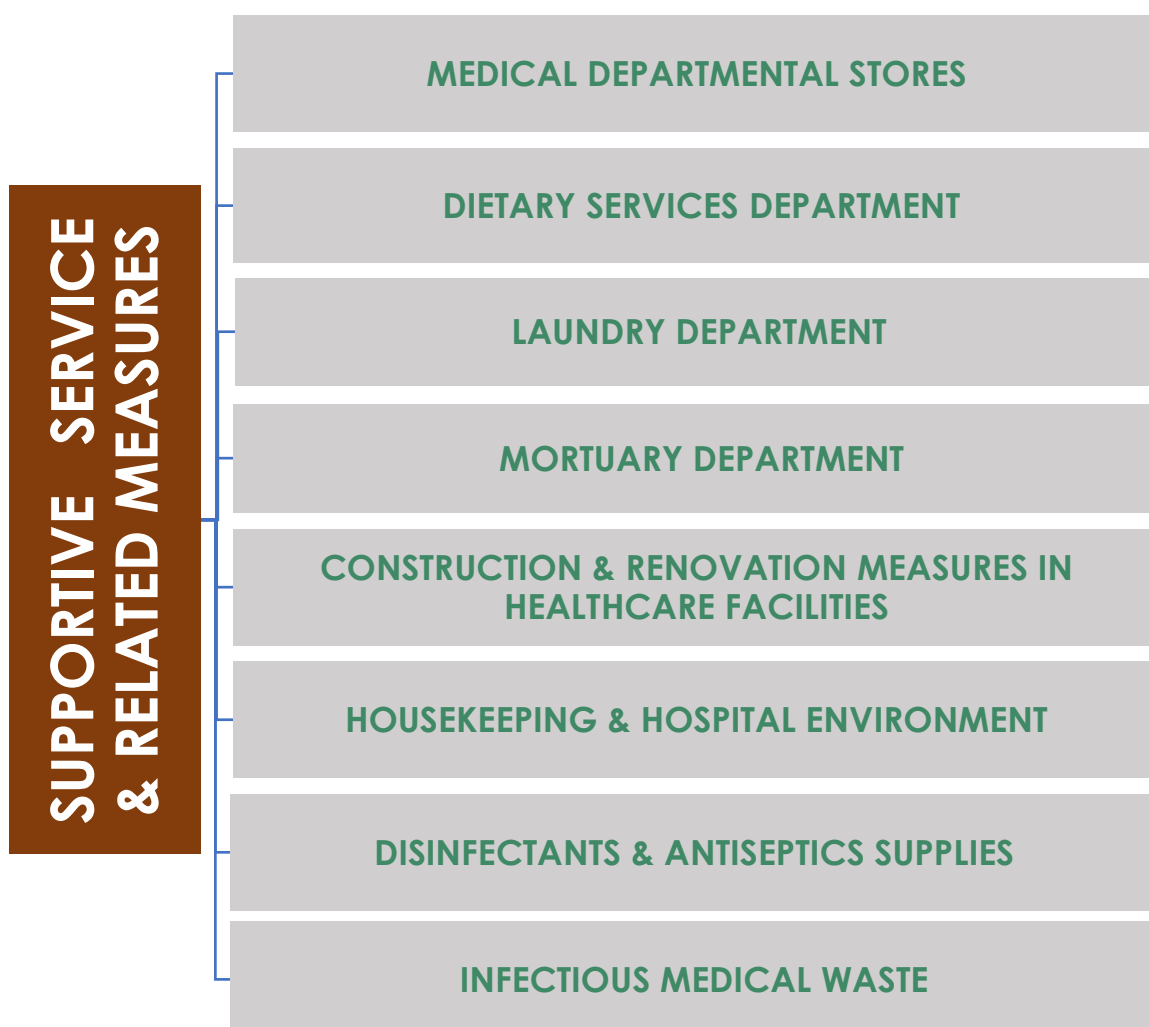 SUPPORTIVE SERVICE
& RELATED MEASURES
MEDICAL DEPARTMENTAL STORES
DIETARY SERVICES DEPARTMENT
LAUNDRY DEPARTMENT
MORTUARY DEPARTMENT
CONSTRUCTION & RENOVATION MEASURES IN
HEALTHCARE FACILITIES
HOUSEKEEPING & HOSPITAL ENVIRONMENT
DISINFECTANTS & ANTISEPTICS SUPPLIES
INFECTIOUS MEDICAL WASTE